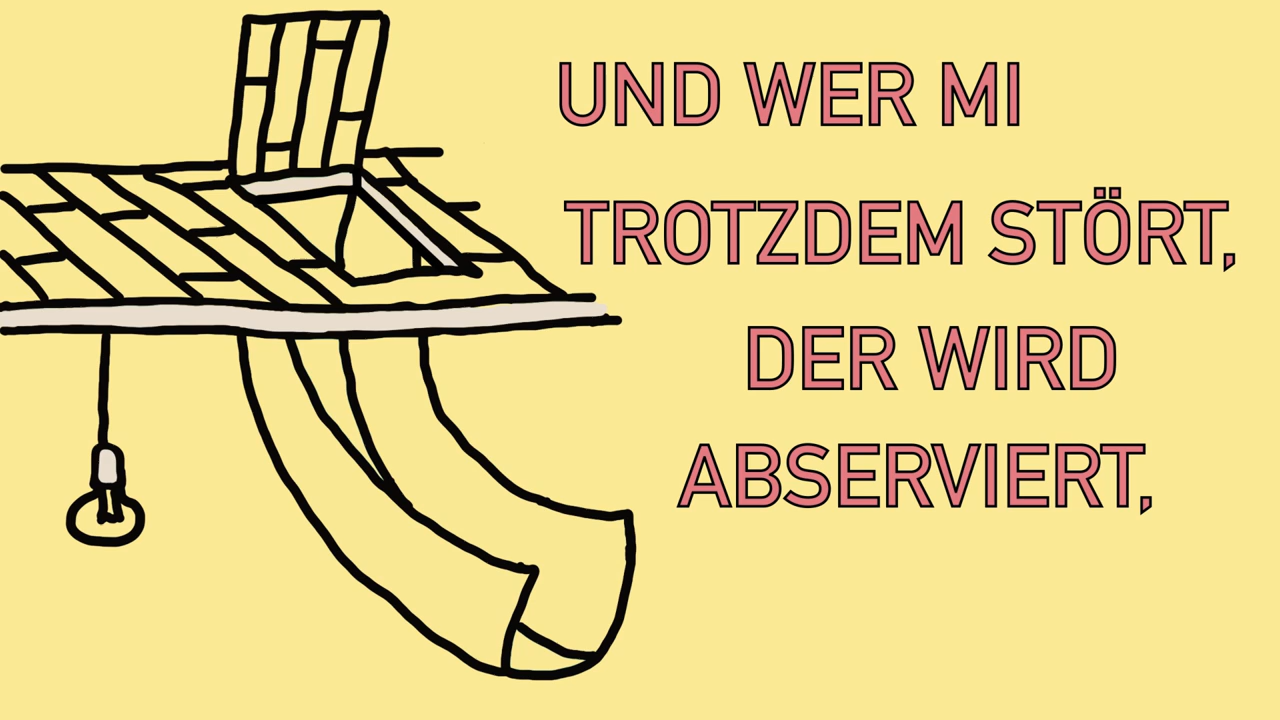 UND WER MI
TROTZDEM STÖRT,
DER WIRD
ABSERVIERT,